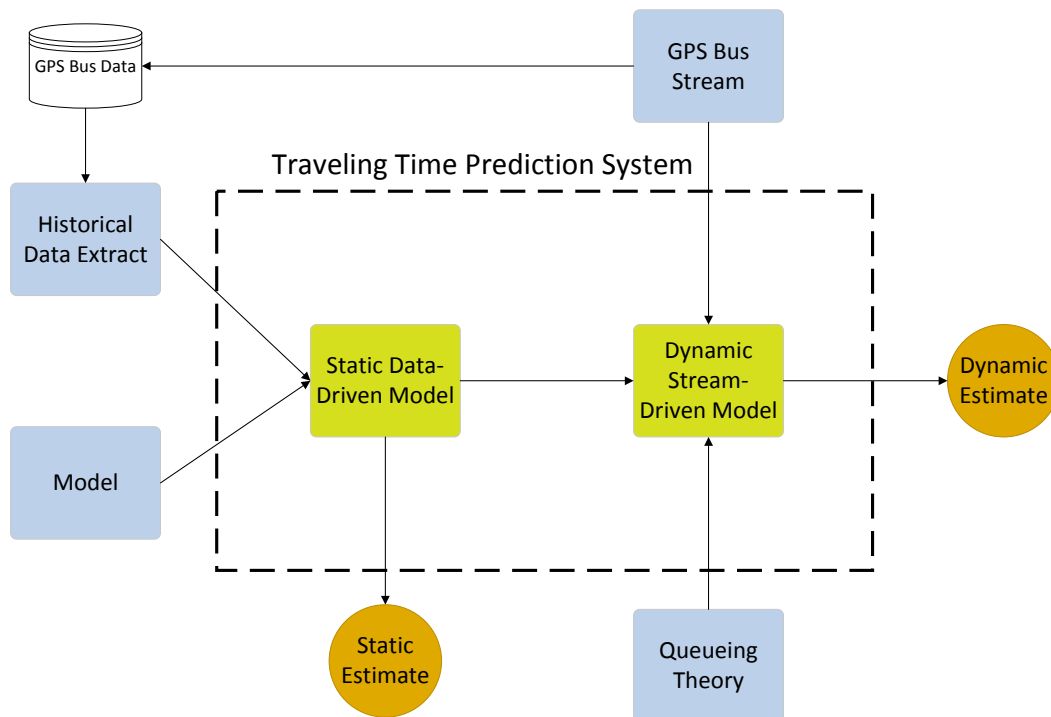 GPS Bus Data
GPS Bus
Stream
Traveling Time Prediction System
Historical
Data Extract
Static Data-
Driven Model
Dynamic
Stream-
Driven Model
Dynamic
Estimate
Model
Static
Estimate
Queueing
Theory